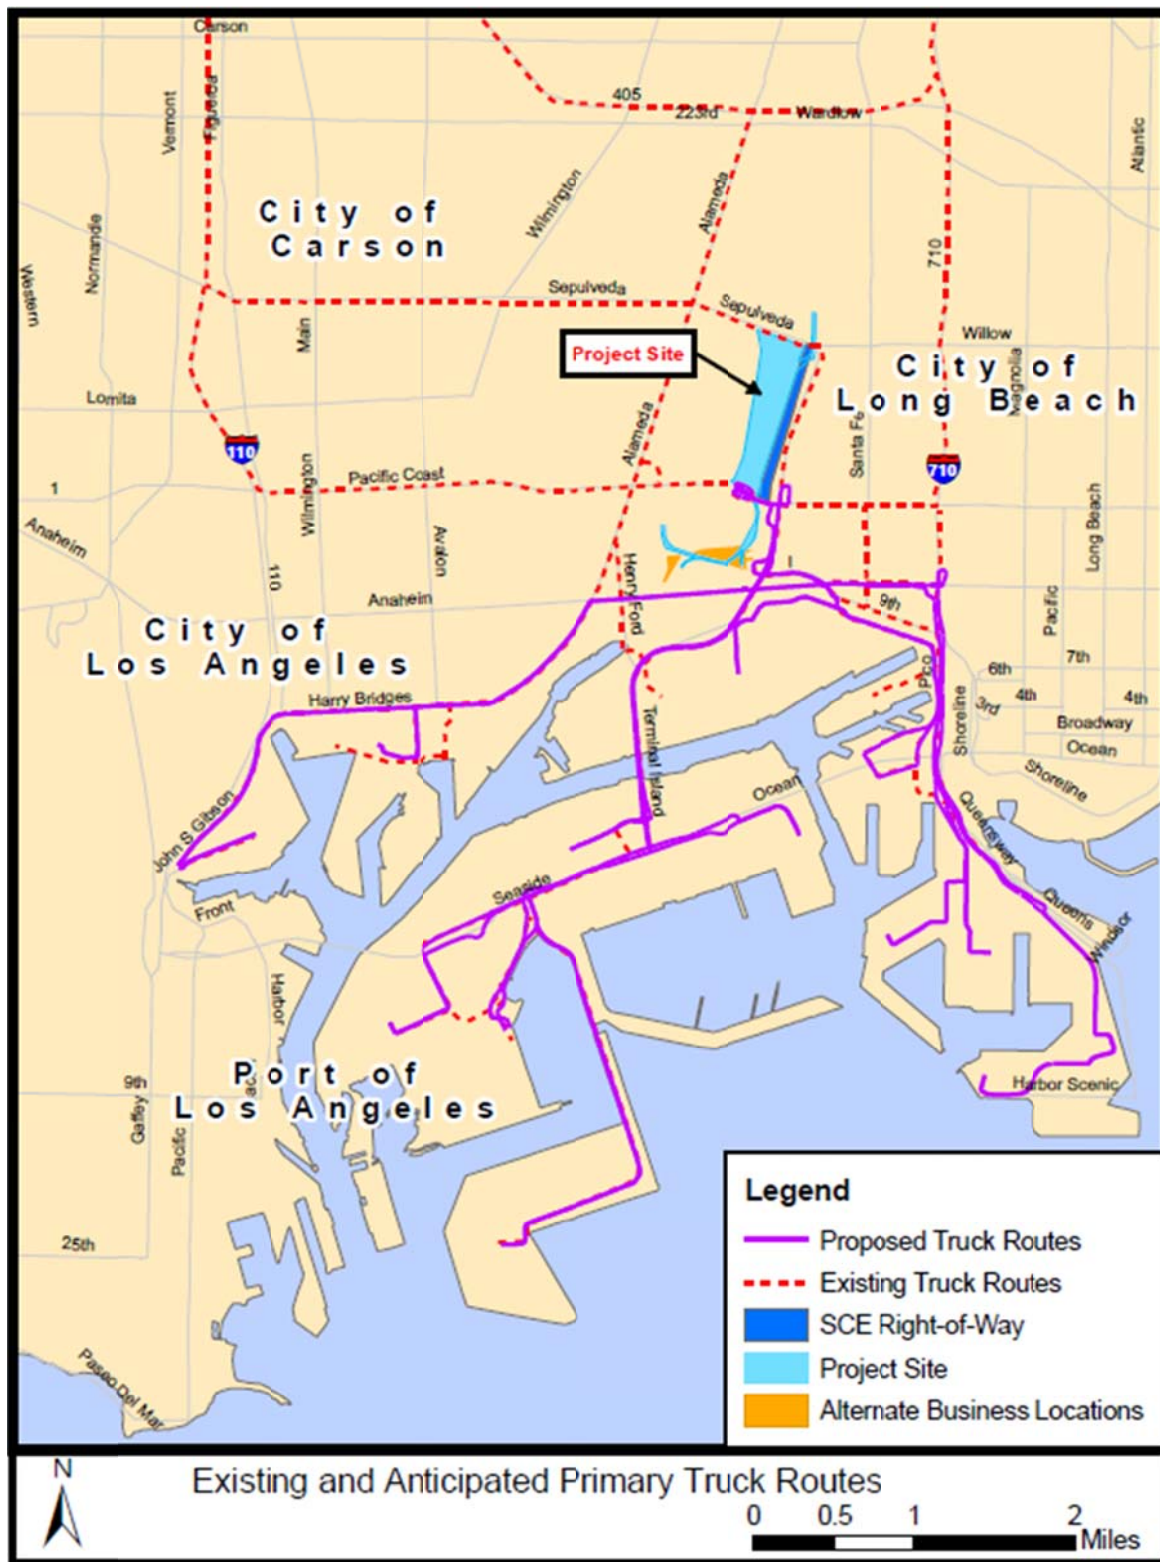 Carson
405
223rd
Wardlow
Vermont
Figueroa
Atlantic
Wilmington
Alameda
City of
Carson
Normandie
Western
710
Sepulveda
Sepulveda
Main
Willow
Project Site
City of
Long Beach
Magnolia
Lomita
Alameda
Santa Fe
110
710
Pacific Coast
1
Wilmington
Long Beach
Anaheim
Avalon
110
I
Henry Ford
Anaheim
9th
Pacific
City of
Los Angeles
Pico
7th
6th
4th
4th
3rd
Harry Bridges
Shoreline
Broadway
Ocean
Terminal Island
Ocean
Shoreline
John S Gibson
Queensway
Seaside
Front
Queens
Windsor
Harbor
Port of
Los Angeles
9th
Harbor Scenic
Gaffey
Pacific
25th
Paseo Del Mar
Legend
Proposed Truck Routes
Existing Truck Routes
SCE Right-of-Way
Project Site
Alternate Business Locations
N
Existing and Anticipated Primary Truck Routes
0 0.5 1 2
Miles